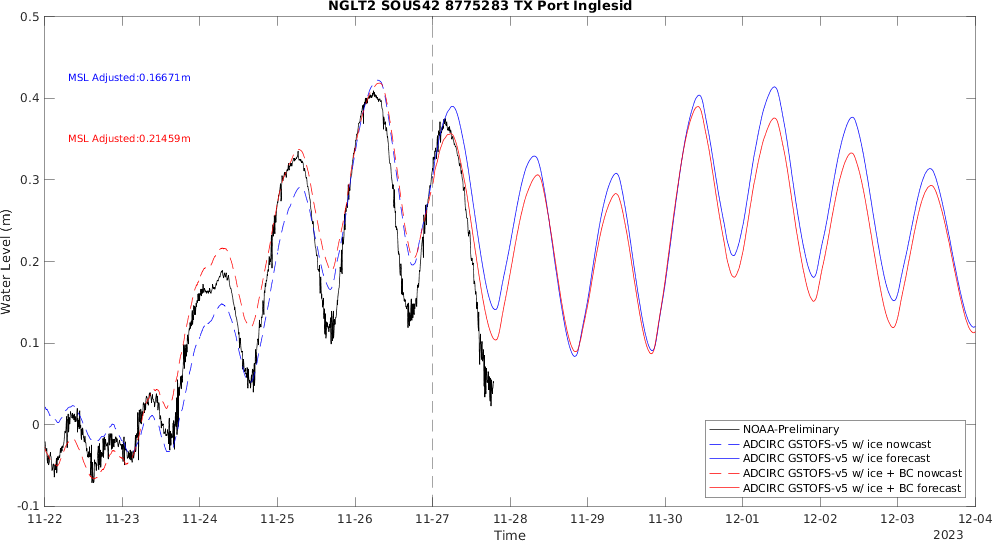 NGLT2 SOUS42 8775283 TX Port Inglesid
0.5
MSL Adjusted:0.16671m
0.4
MSL Adjusted:0.21459m
0.3
Water Level (m)
0.2
0.1
0
-0.1
NOAA-Preliminary
ADCIRC GSTOFS-v5 w/ ice nowcast
ADCIRC GSTOFS-v5 w/ ice forecast
ADCIRC GSTOFS-v5 w/ ice + BC nowcast
ADCIRC GSTOFS-v5 w/ ice + BC forecast
11-22 11-23 11-24 11-25 11-26 11-27 11-28 11-29 11-30 12-01 12-02 12-03 12-04
Time
2023